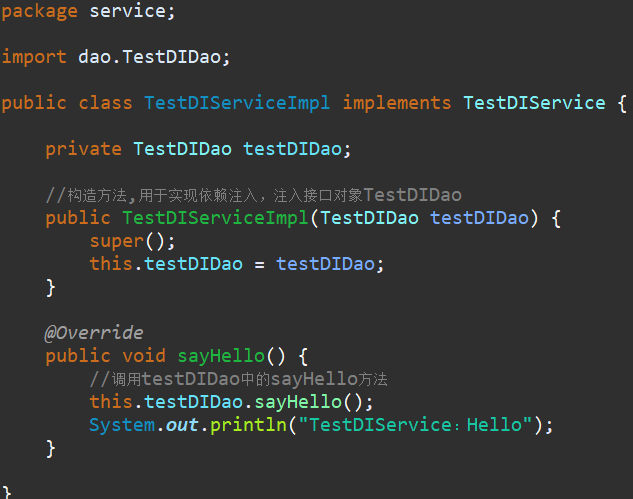 package service;
import dao.TestDIDao;
public class TestDIServiceImpl implements TestDIService {
private TestDIDao testDIDao;
//构造方法,用于实现依赖注入，注入接口对象TestDIDao
public TestDIServiceImpl(TestDIDao testDIDao) {
super();
this.testDIDao = testDIDao;
}
@Override
public void sayHello() {
//调用testDIDao中的sayHello方法
this.testDIDao.sayHello();
System.out.println("TestDIService：Hello");
}
}